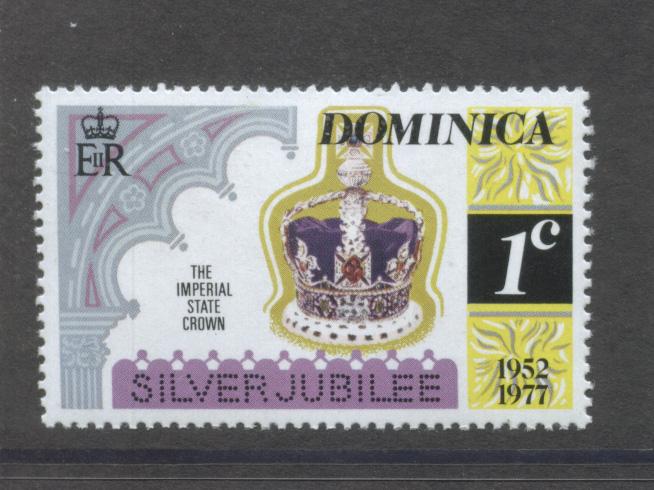 DOMINICA
EIIR
1c
THE
IMPERIAL
STATE
CROWN
SILVER JUBILEE
1952
1977